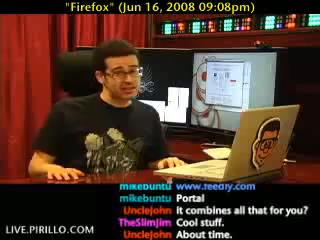 "Firefox" (Jun 16, 2008 09:08pm)
mikebuntu www.feedly.com
mikebuntu Portal
UncleJohn it combines all that for you?
TheSlimJim Cool stuff.
UncleJohn About time.
LIVE.PIRILLO.COM